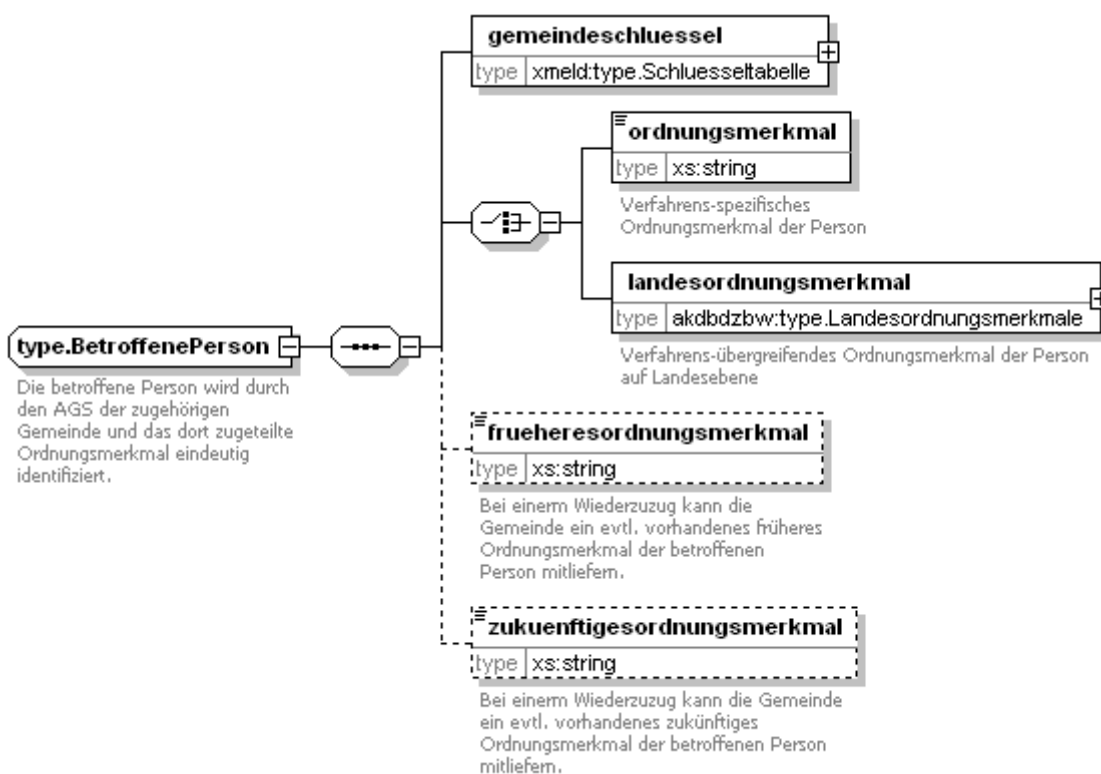 gemeindeschluessel
type xmeld:type.Schluesseltabelle
ordnungsmerkmal
type xs:string
Verfahrens-spezifisches
Ordnungsmerkmal der Person
landesordnungsmerkmal
type akdbdzbw:type.Landesordnungsmerkmale
Verfahrens-übergreifendes Ordnungsmerkmal der Person
auf Landesebene
type.BetroffenePerson
Die betroffene Person wird durch
den AGS der zugehörigen
Gemeinde und das dort zugeteilte
Ordnungsmerkmal eindeutig
identifiziert.
frueheresordnungsmerkmal
type xs:string
Bei einerm Wiederzuzug kann die
Gemeinde ein evtl. vorhandenes früheres
Ordnungsmerkmal der betroffenen
Person mitliefern.
zukuenftigesordnungsmerkmal
type xs:string
Bei einerm Wiederzuzug kann die Gemeinde
ein evtl. vorhandenes zukünftiges
Ordnungsmerkmal der betroffenen Person
mitliefern.